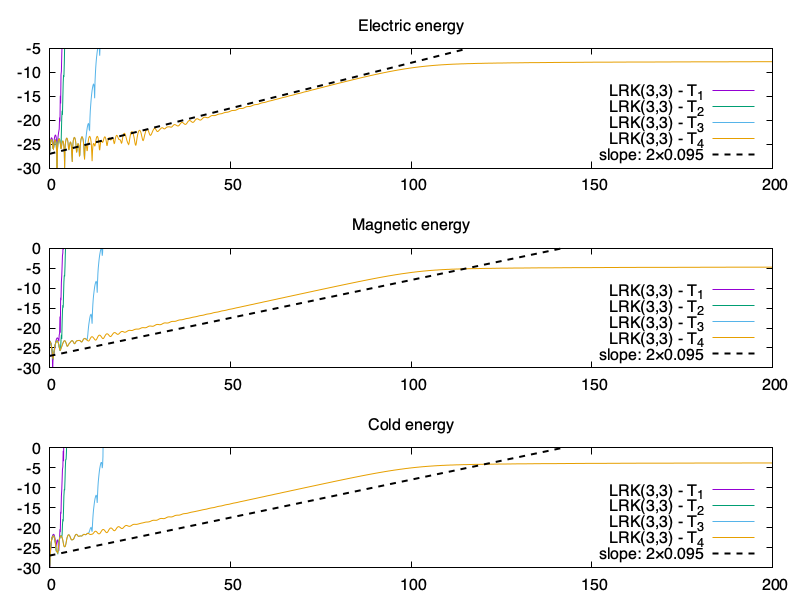 Electric energy
-5
-10
-15
-20
-25
-30
LRK(3,3) - T1
LRK(3,3) - T2
LRK(3,3) - T3
LRK(3,3) - T4
slope: 2×0.095
0 50 100 150 200
Magnetic energy
0
-5
-10
-15
-20
-25
-30
LRK(3,3) - T1
LRK(3,3) - T2
LRK(3,3) - T3
LRK(3,3) - T4
slope: 2×0.095
0 50 100 150 200
Cold energy
0
-5
-10
-15
-20
-25
-30
LRK(3,3) - T1
LRK(3,3) - T2
LRK(3,3) - T3
LRK(3,3) - T4
slope: 2×0.095
0 50 100 150 200